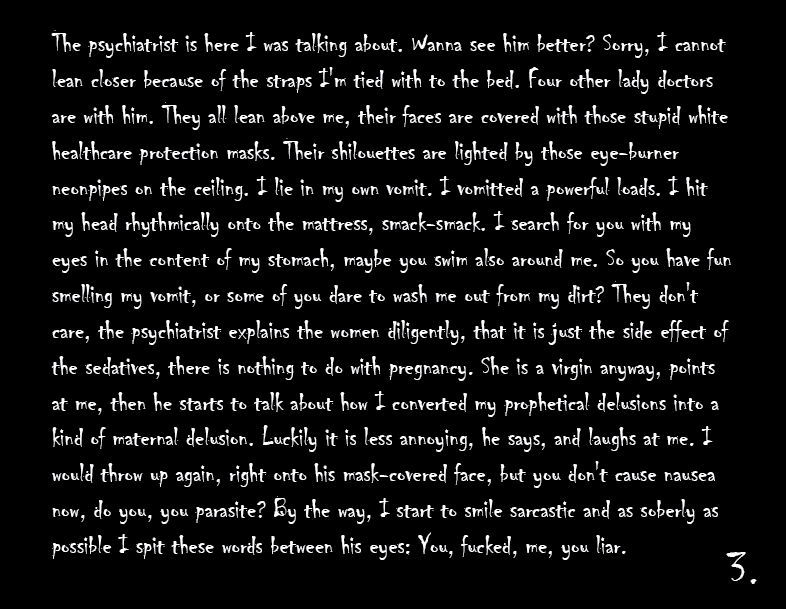 The psychiatrist is here I was talking about. Wanna see him better? Sorry, I cannot
lean closer because of the straps I'm tied with to the bed. Four other lady doctors
are with him. They all lean above me, their faces are covered with those stupid white
healthcare protection masks. Their shilouettes are lighted by those eye-burner
neonpipes on the ceiling. I lie in my own vomit. I vomitted a powerful loads. I hit
my head rhythmically onto the mattress, smack-smack. I search for you with my
eyes in the content of my stomach, maybe you swim also around me. So you have fun
smelling my vomit, or some of you dare to wash me out from my dirt? They don't
care, the psychiatrist explains the women diligently, that it is just the side effect of
the sedatives, there is nothing to do with pregnancy. She is a virgin anyway, points
at me, then he starts to talk about how I converted my prophetical delusions into a
kind of maternal delusion. Luckily it is less annoying, he says, and laughs at me. I
would throw up again, right onto his mask-covered face, but you don't cause nausea
now, do you, you parasite? By the way, I start to smile sarcastic and as soberly as
possible I spit these words between his eyes: You, fucked, me, you liar.
3.